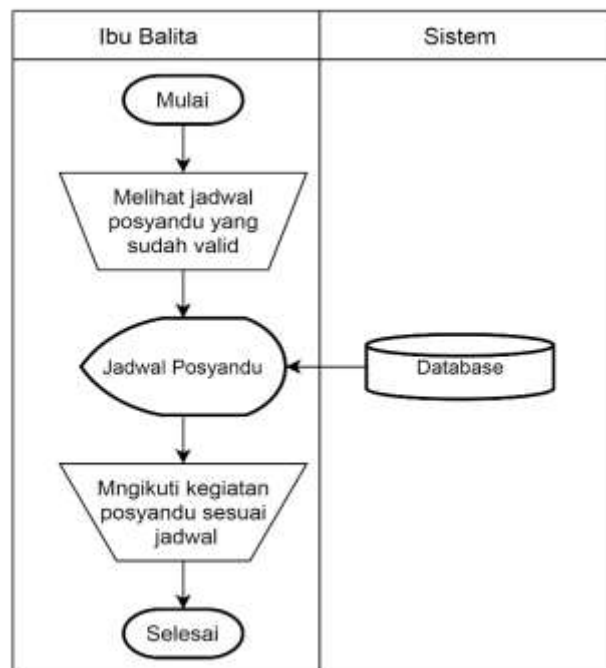 Ibu Balita
Sistem
Mulai
Melihat jadwal
posyandu yang
sudah valid
Jadwal Posyandu
Database
Mngikuti kegiatan
posyandu sesuai
jadwal
Selesai